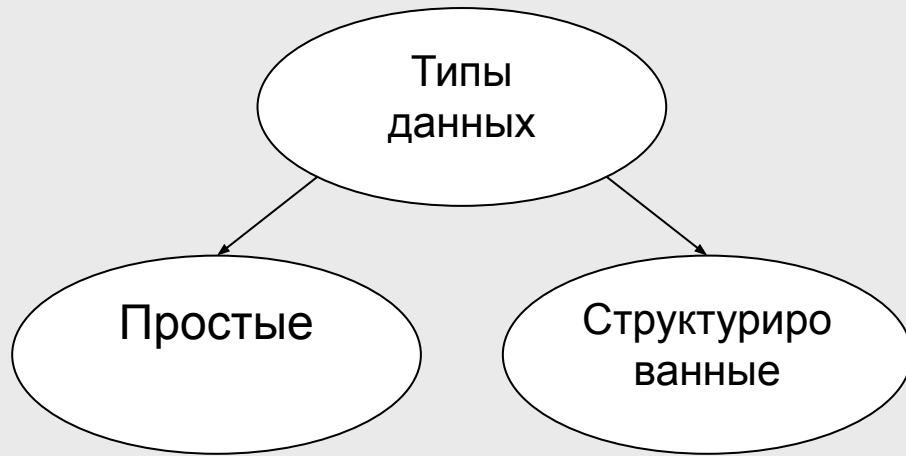 Типы
данных
Простые
Структуриро
ванные